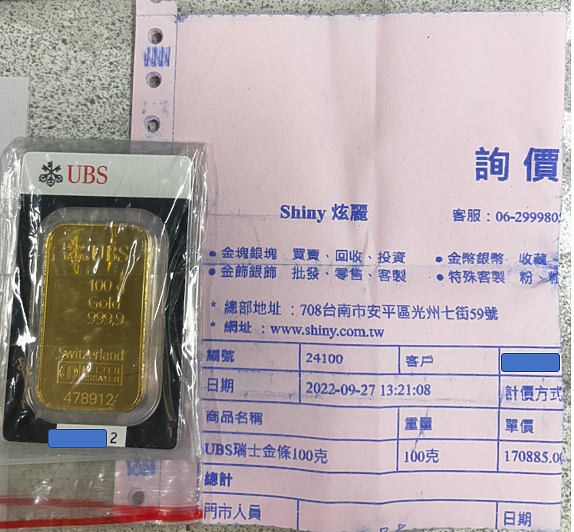 UBS
UBS
100 g
Gold
999,9
Switzerland
478912
2
詢價
Shiny 炫麗
客服：06-299980
● 金塊銀塊 買賣、回收、投資 ● 金幣銀幣 收藏、
● 金飾銀飾 批發、零售、客製 ● 特殊客製 粉、
* 總部地址：708台南市安平區光州七街59號
* 網址：www.shiny.com.tw
編號 24100 客戶
日期 2022-09-27 13:21:08 計價方式
商品名稱 重量 單價
UBS瑞士金條100克 100克 170885.0
總計
門市人員 日期